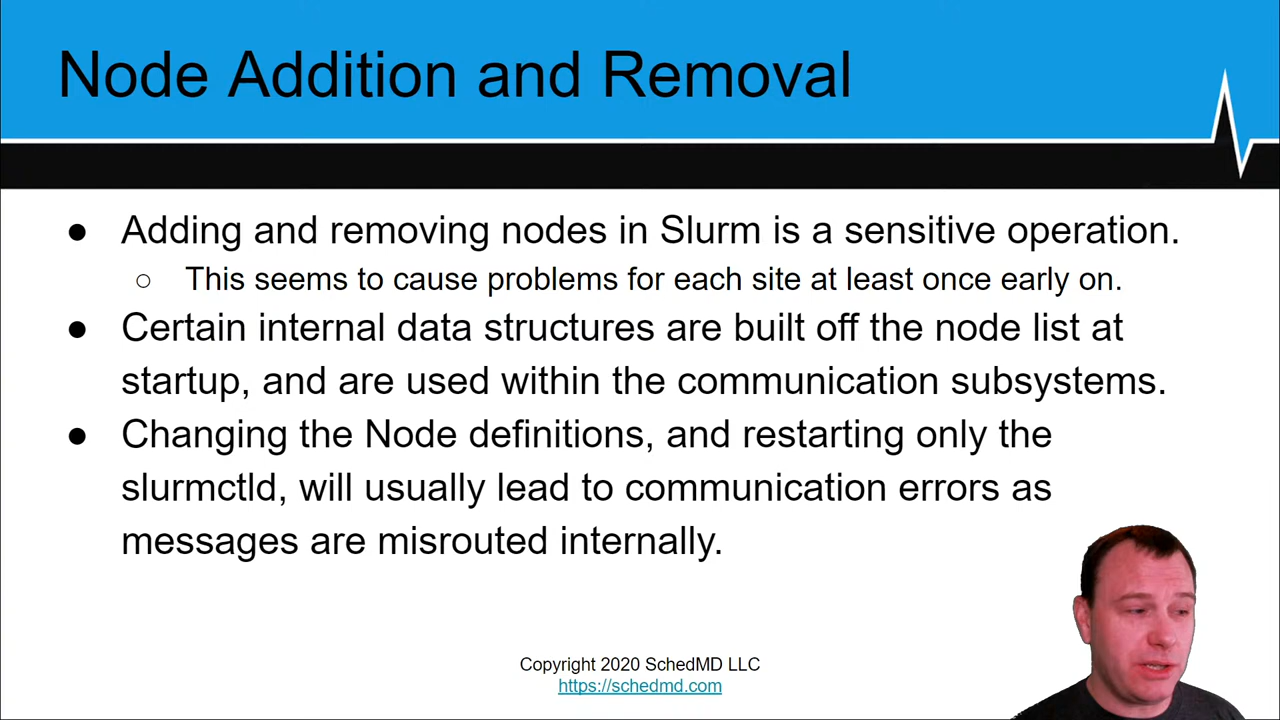 Node Addition and Removal
● Adding and removing nodes in Slurm is a sensitive operation.
○ This seems to cause problems for each site at least once early on.
● Certain internal data structures are built off the node list at
startup, and are used within the communication subsystems.
● Changing the Node definitions, and restarting only the
slurmctld, will usually lead to communication errors as
messages are misrouted internally.
Copyright 2020 SchedMD LLC
https://schedmd.com